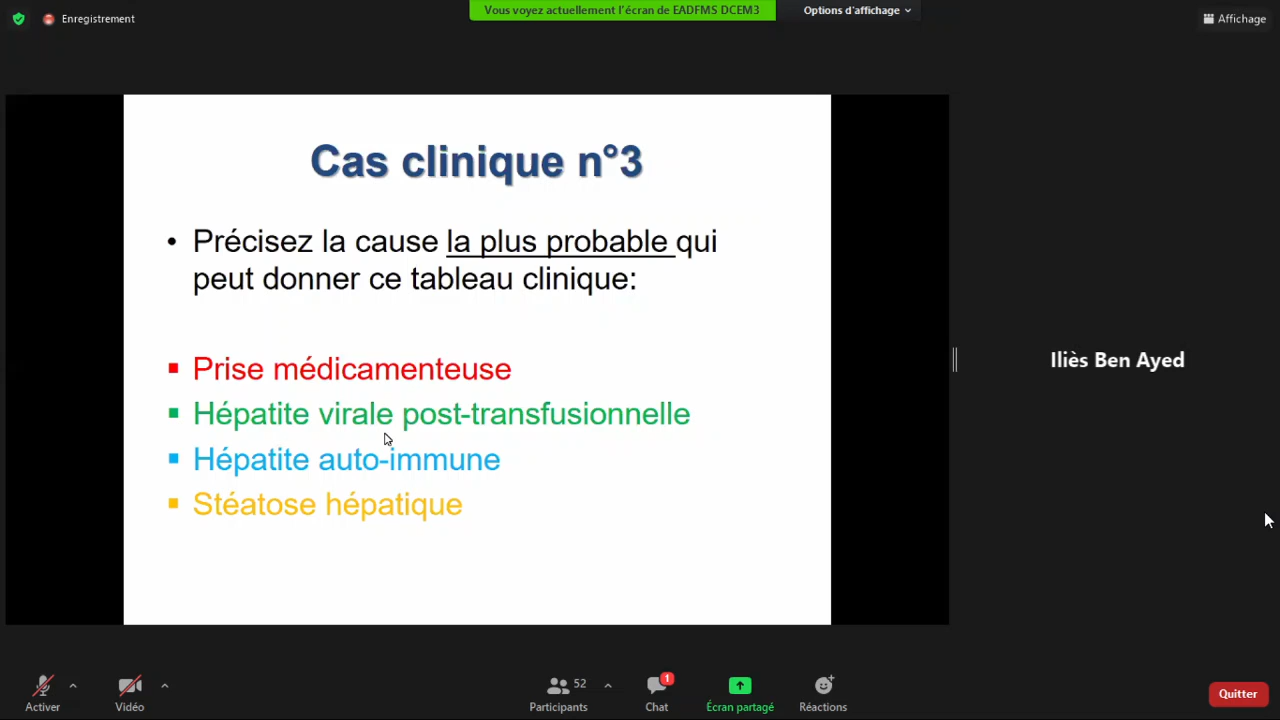 Enregistrement
Vous voyez actuellement l'écran de EADFMS DCEM3
Options d'affichage
Affichage
Cas clinique n°3
• Précisez la cause la plus probable qui
peut donner ce tableau clinique:
▪ Prise médicamenteuse
▪ Hépatite virale post-transfusionnelle
▪ Hépatite auto-immune
▪ Stéatose hépatique
Iliès Ben Ayed
Activer
Vidéo
52
Participants
1
Chat
Écran partagé
Réactions
Quitter